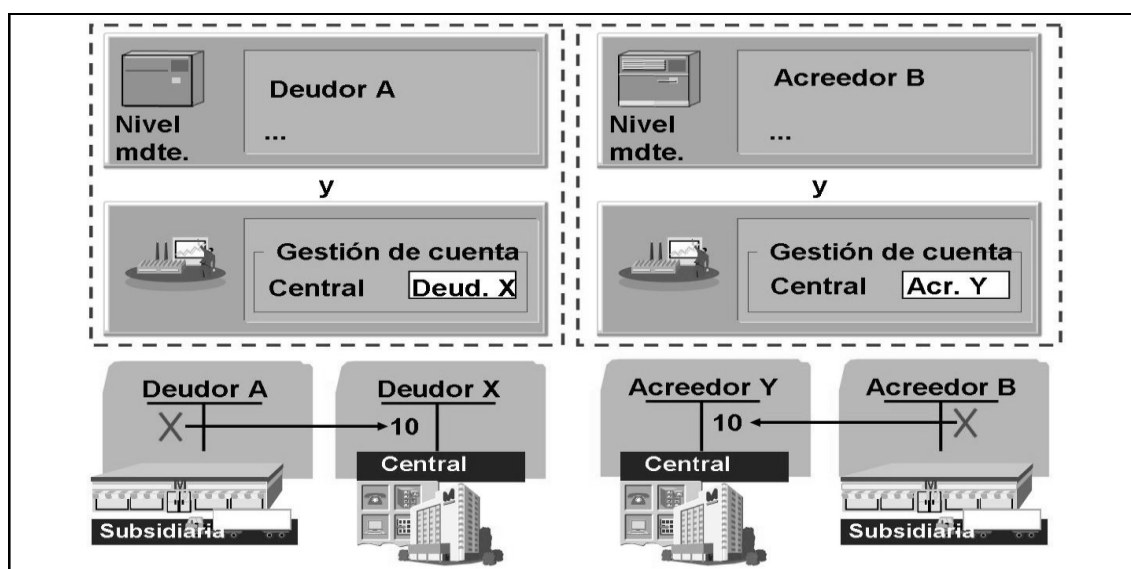 Deudor A
...
Nivel
mdte.
y
Gestión de cuenta
Central Deud. X
Acreedor B
...
Nivel
mdte.
y
Gestión de cuenta
Central Acr. Y
Deudor A
X
Subsidiaria
Deudor X
10
Central
Acreedor Y
10
Central
Acreedor B
X
Subsidiaria